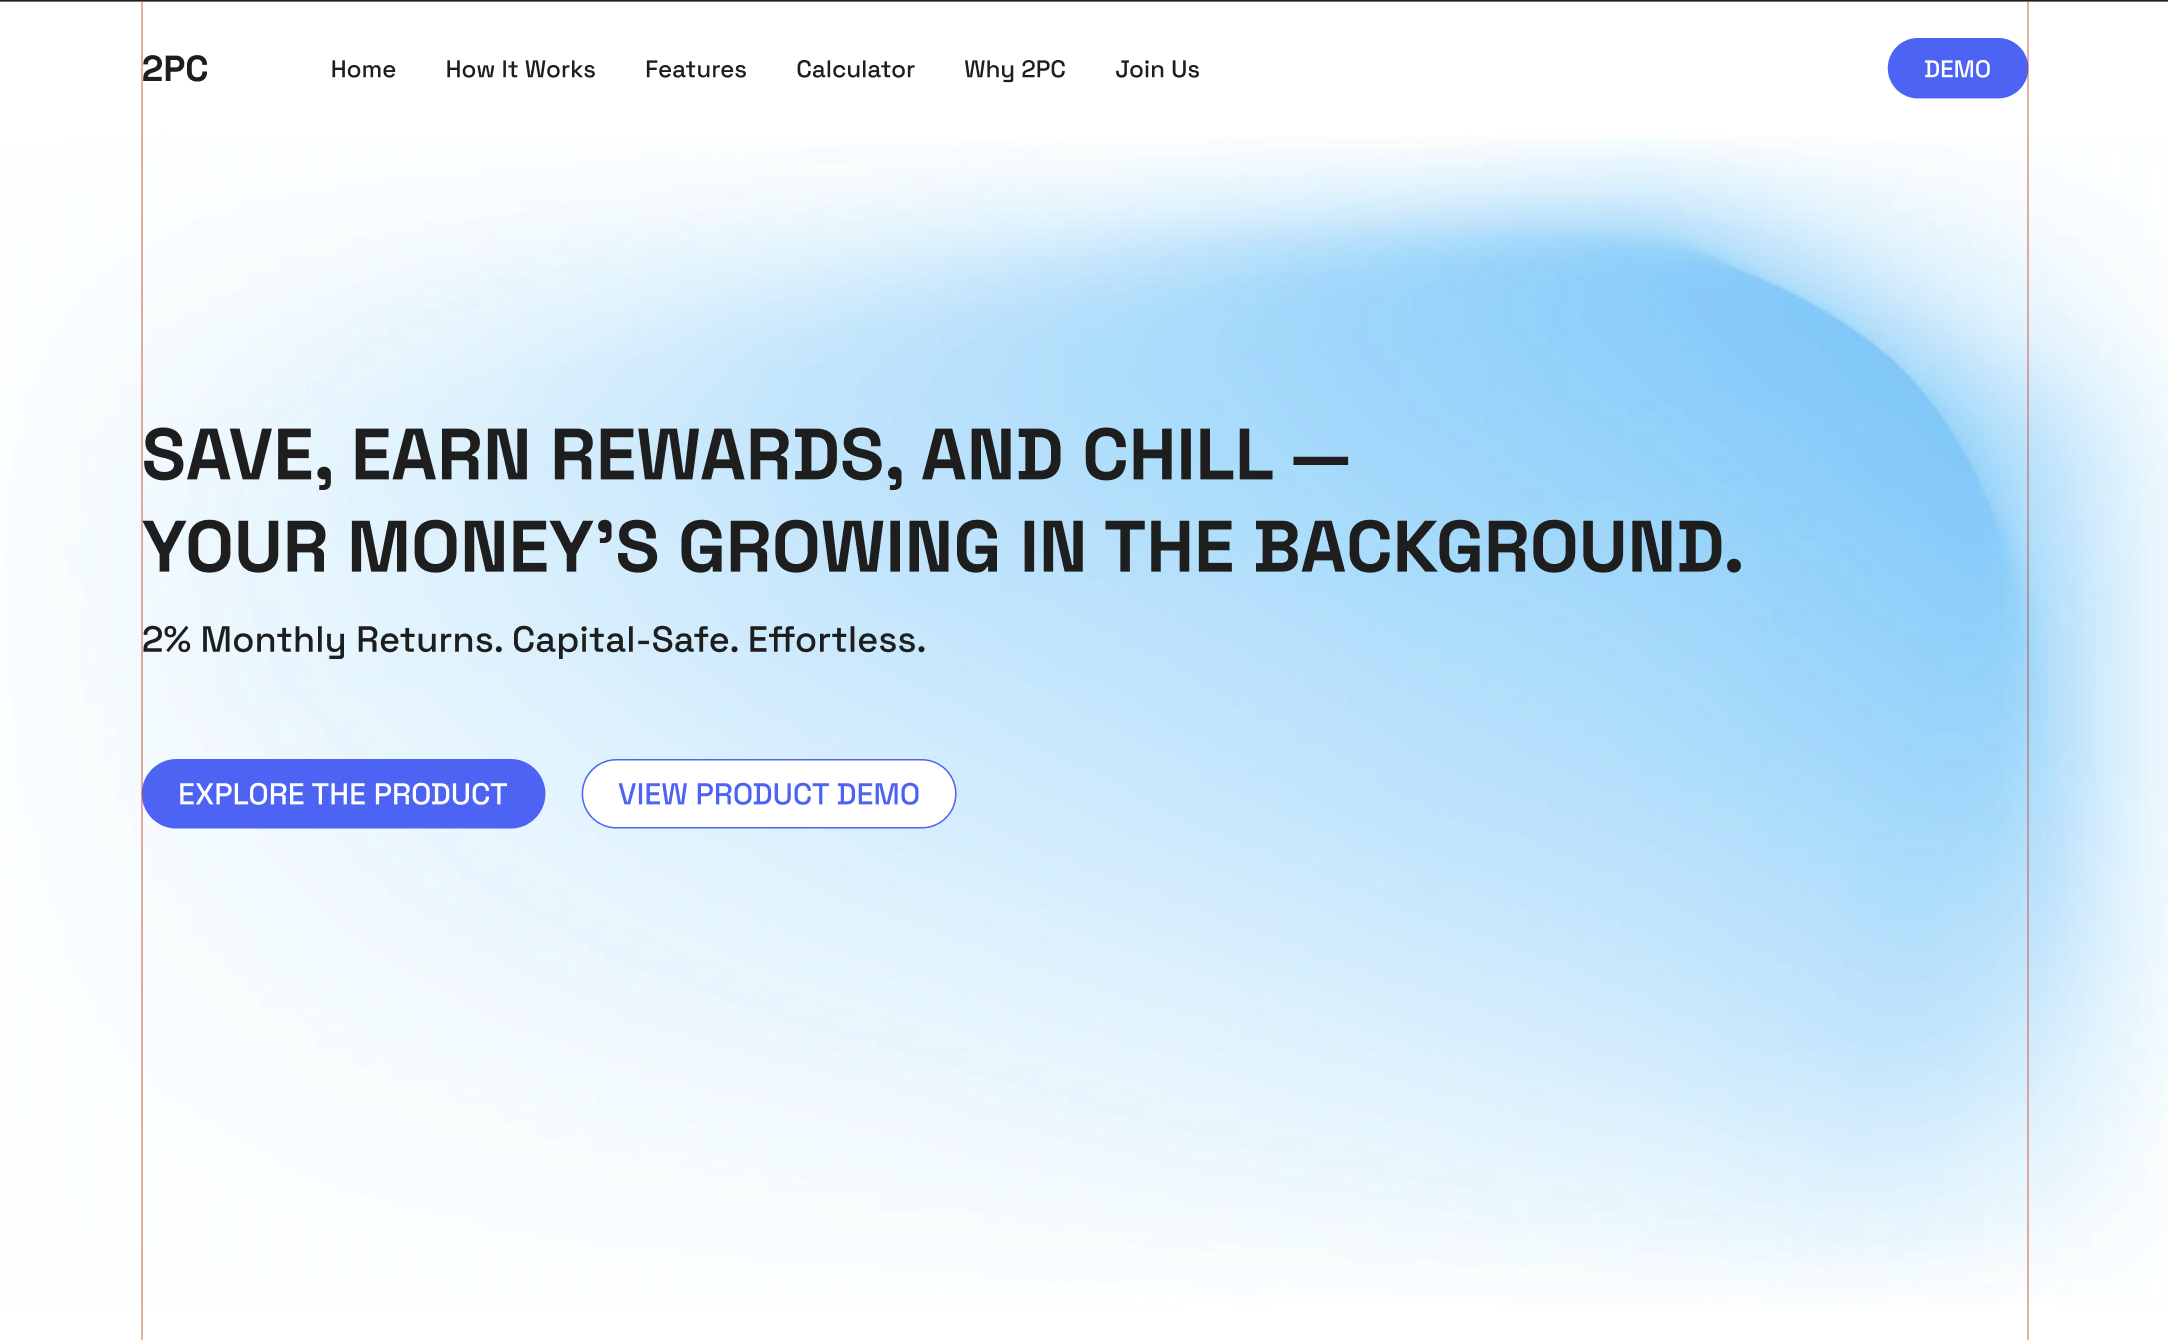 2PC
Home
How It Works
Features
Calculator
Why 2PC
Join Us
DEMO
SAVE, EARN REWARDS, AND CHILL —
YOUR MONEY’S GROWING IN THE BACKGROUND.
2% Monthly Returns. Capital-Safe. Effortless.
EXPLORE THE PRODUCT
VIEW PRODUCT DEMO